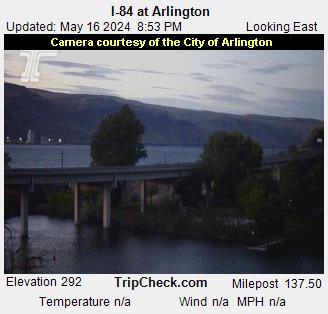 I-84 at Arlington
Updated: May 16 2024 8:53 PM Looking East
Camera courtesy of the City of Arlington
Elevation 292 TripCheck.com Milepost 137.50
Temperature n/a Wind n/a MPH n/a